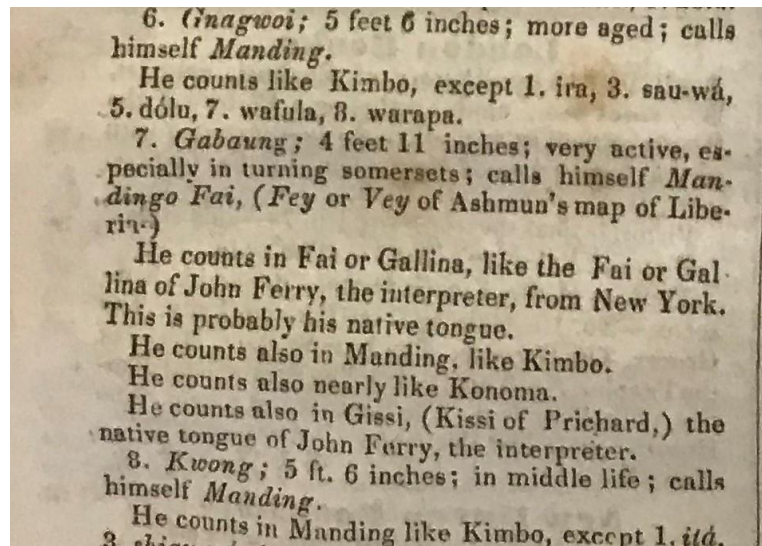 6. Gnagwoi; 5 feet 6 inches; more aged; calls
himself Manding.
He counts like Kimbo, except 1. ira, 3. sau-wá,
5. dólu, 7. wafula, 8. warapa.
7. Gabaung; 4 feet 11 inches; very active, es-
pecially in turning somersets; calls himself Man-
dingo Fai, (Fey or Vey of Ashmun's map of Libe-
ria.)
He counts in Fai or Gallina, like the Fai or Gal-
lina of John Ferry, the interpreter, from New York.
This is probably his native tongue.
He counts also in Manding, like Kimbo.
He counts also nearly like Konoma.
He counts also in Gissi, (Kissi of Prichard,) the
native tongue of John Ferry, the interpreter.
8. Kwong; 5 ft. 6 inches; in middle life; calls
himself Manding.
He counts in Manding like Kimbo, except 1. itá,
3.